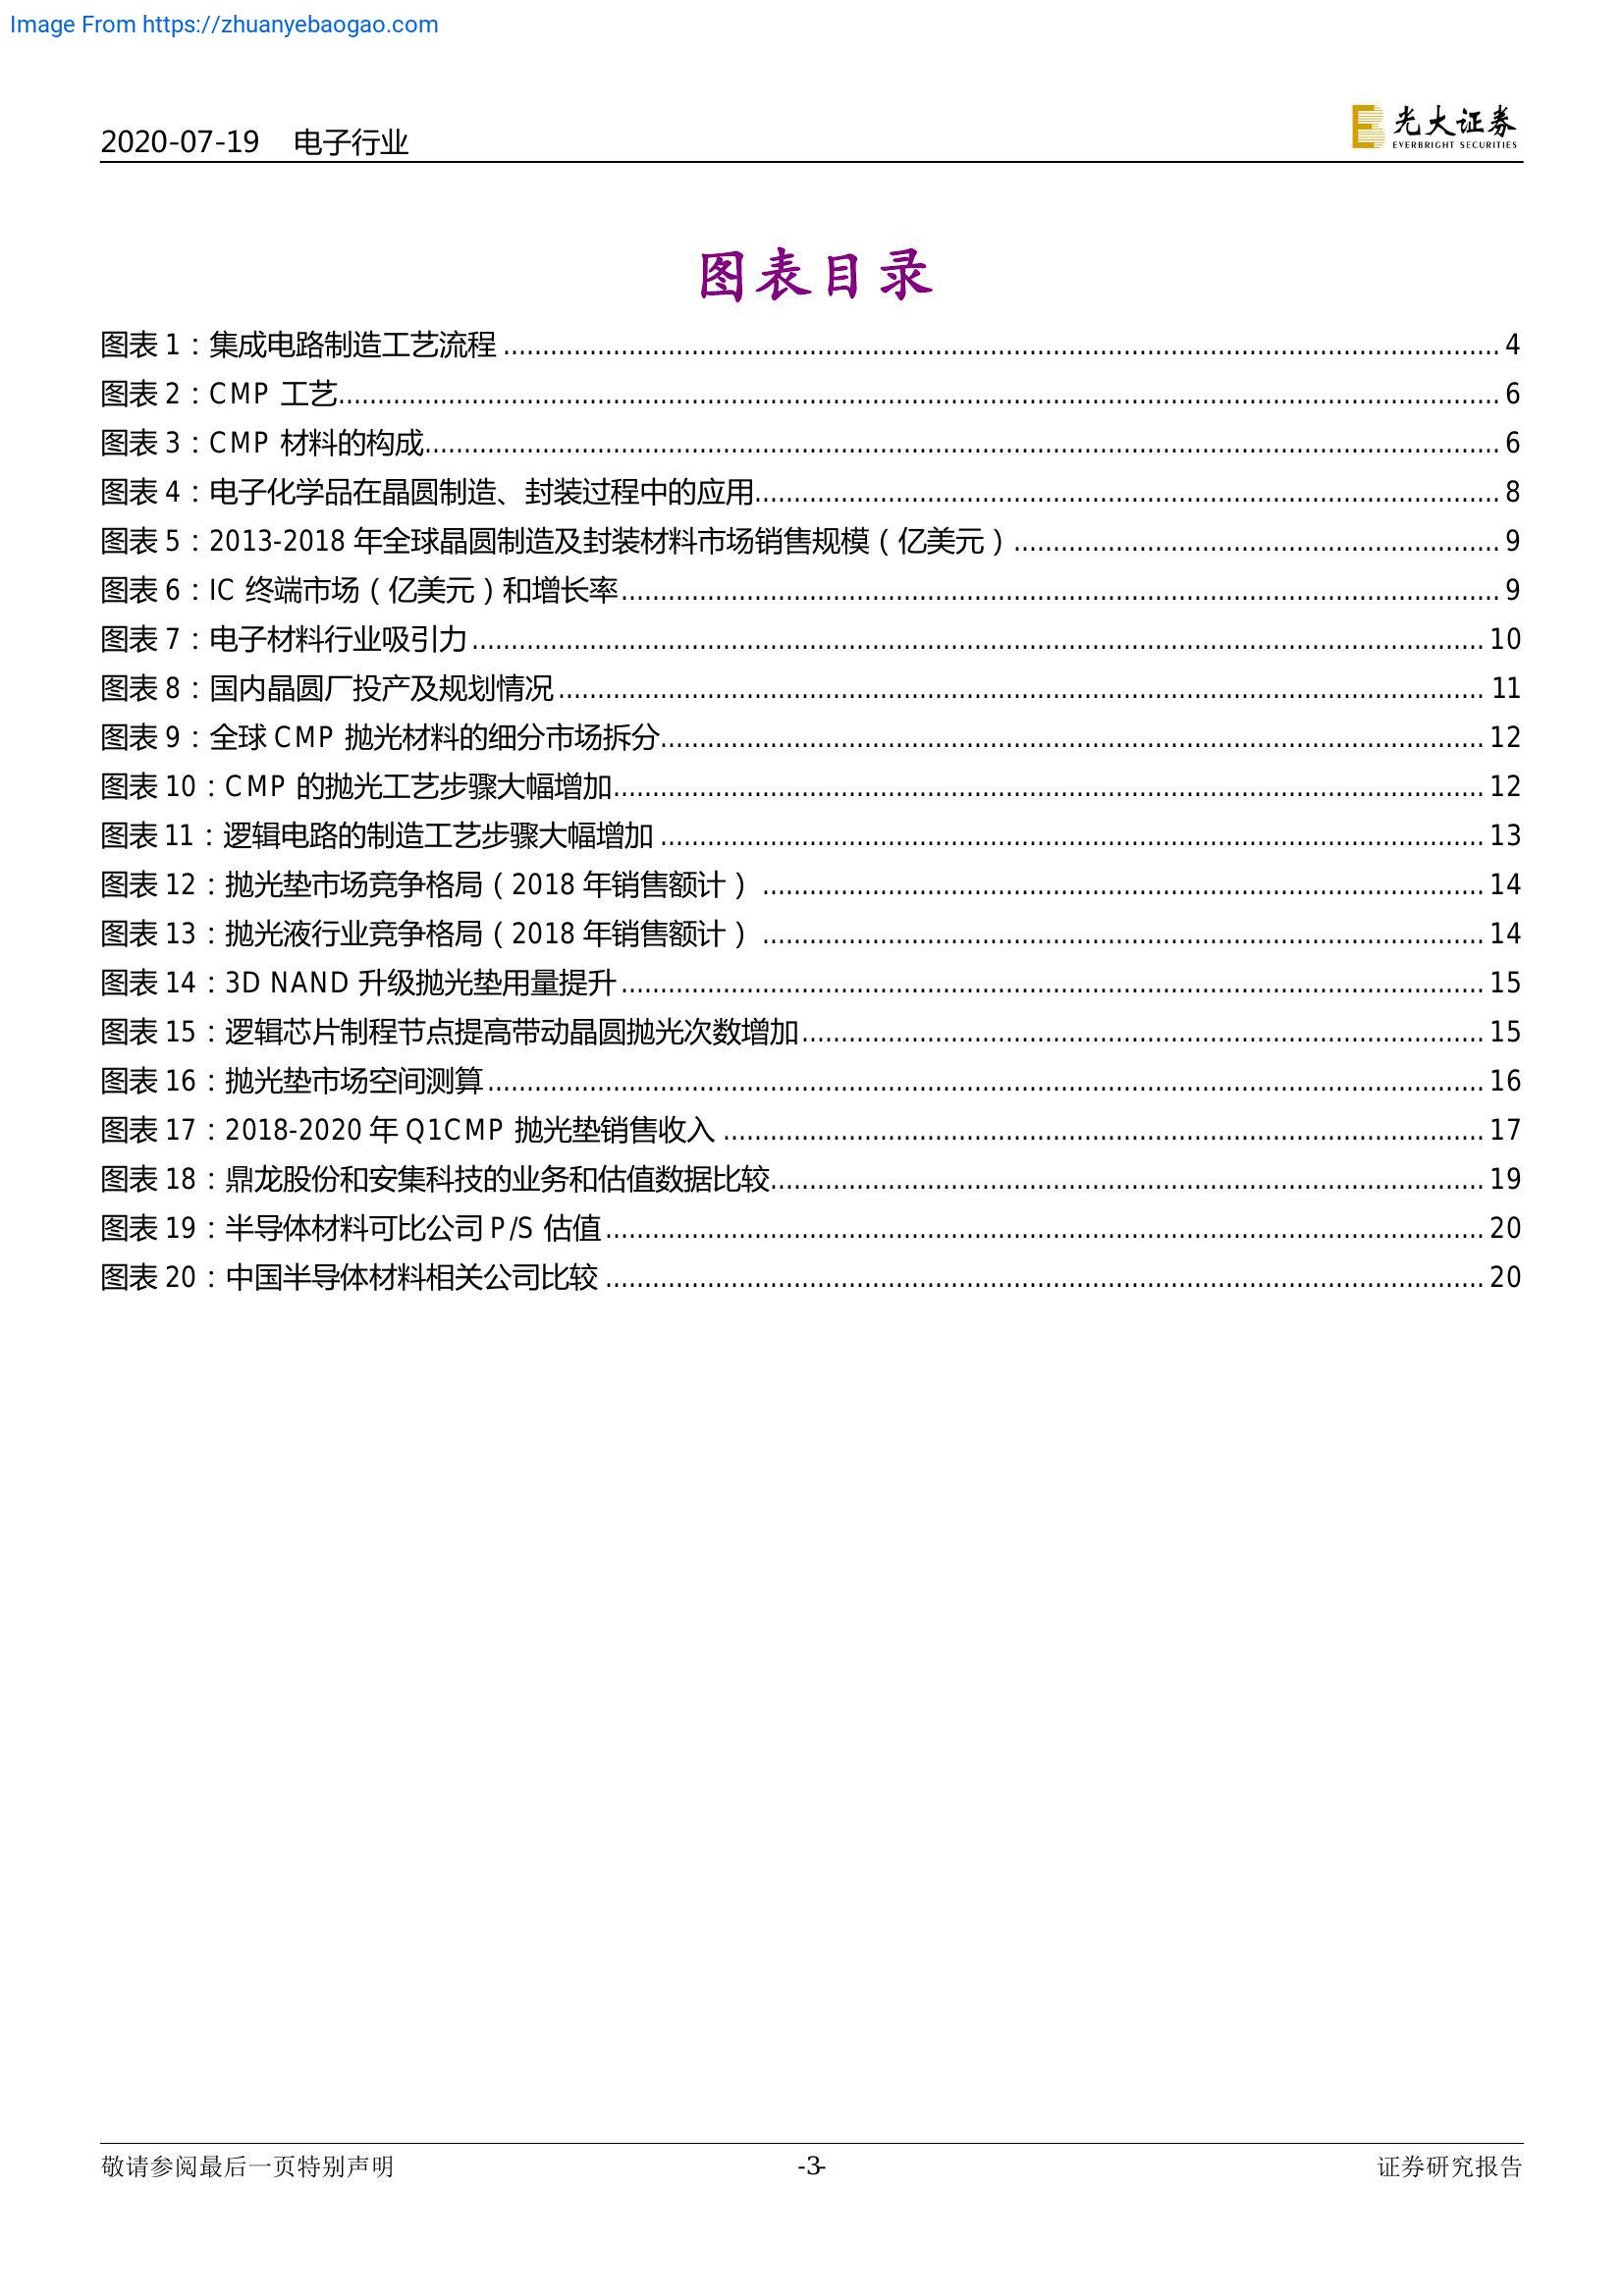 Image From https://zhuanyebaogao.com
2020-07-19 电子行业
光大证券
EVERBRIGHT SECURITIES
图表目录
图表 1：集成电路制造工艺流程 ........ 4
图表 2：CMP 工艺........ 6
图表 3：CMP 材料的构成........ 6
图表 4：电子化学品在晶圆制造、封装过程中的应用........ 8
图表 5：2013-2018 年全球晶圆制造及封装材料市场销售规模（亿美元）........ 9
图表 6：IC 终端市场（亿美元）和增长率........ 9
图表 7：电子材料行业吸引力........ 10
图表 8：国内晶圆厂投产及规划情况........ 11
图表 9：全球 CMP 抛光材料的细分市场拆分........ 12
图表 10：CMP 的抛光工艺步骤大幅增加........ 12
图表 11：逻辑电路的制造工艺步骤大幅增加 ........ 13
图表 12：抛光垫市场竞争格局（2018 年销售额计） ........ 14
图表 13：抛光液行业竞争格局（2018 年销售额计） ........ 14
图表 14：3D NAND 升级抛光垫用量提升........ 15
图表 15：逻辑芯片制程节点提高带动晶圆抛光次数增加........ 15
图表 16：抛光垫市场空间测算........ 16
图表 17：2018-2020 年 Q1CMP 抛光垫销售收入 ........ 17
图表 18：鼎龙股份和安集科技的业务和估值数据比较........ 19
图表 19：半导体材料可比公司 P/S 估值........ 20
图表 20：中国半导体材料相关公司比较 ........ 20
敬请参阅最后一页特别声明
-3-
证券研究报告